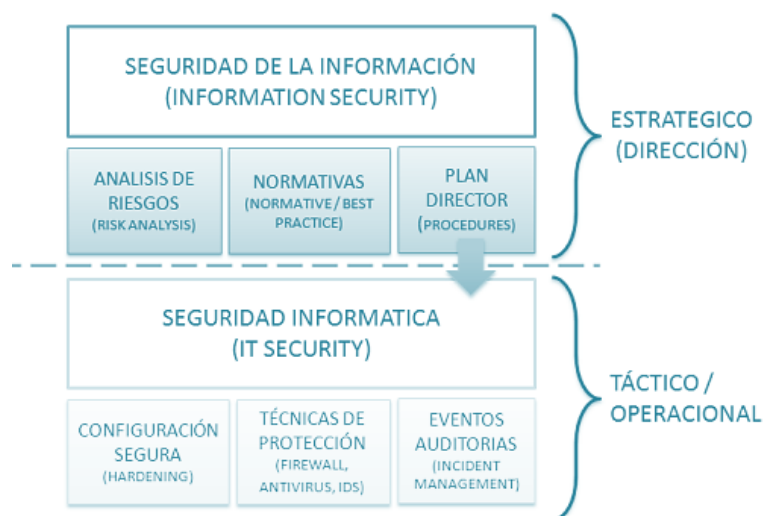 SEGURIDAD DE LA INFORMACIÓN
(INFORMATION SECURITY)
ESTRATEGICO
(DIRECCIÓN)
ANALISIS DE
RIESGOS
(RISK ANALYSIS)
NORMATIVAS
(NORMATIVE / BEST
PRACTICE)
PLAN
DIRECTOR
(PROCEDURES)
SEGURIDAD INFORMATICA
(IT SECURITY)
TÁCTICO /
OPERACIONAL
CONFIGURACIÓN
SEGURA
(HARDENING)
TÉCNICAS DE
PROTECCIÓN
(FIREWALL,
ANTIVIRUS, IDS)
EVENTOS
AUDITORIAS
(INCIDENT
MANAGEMENT)